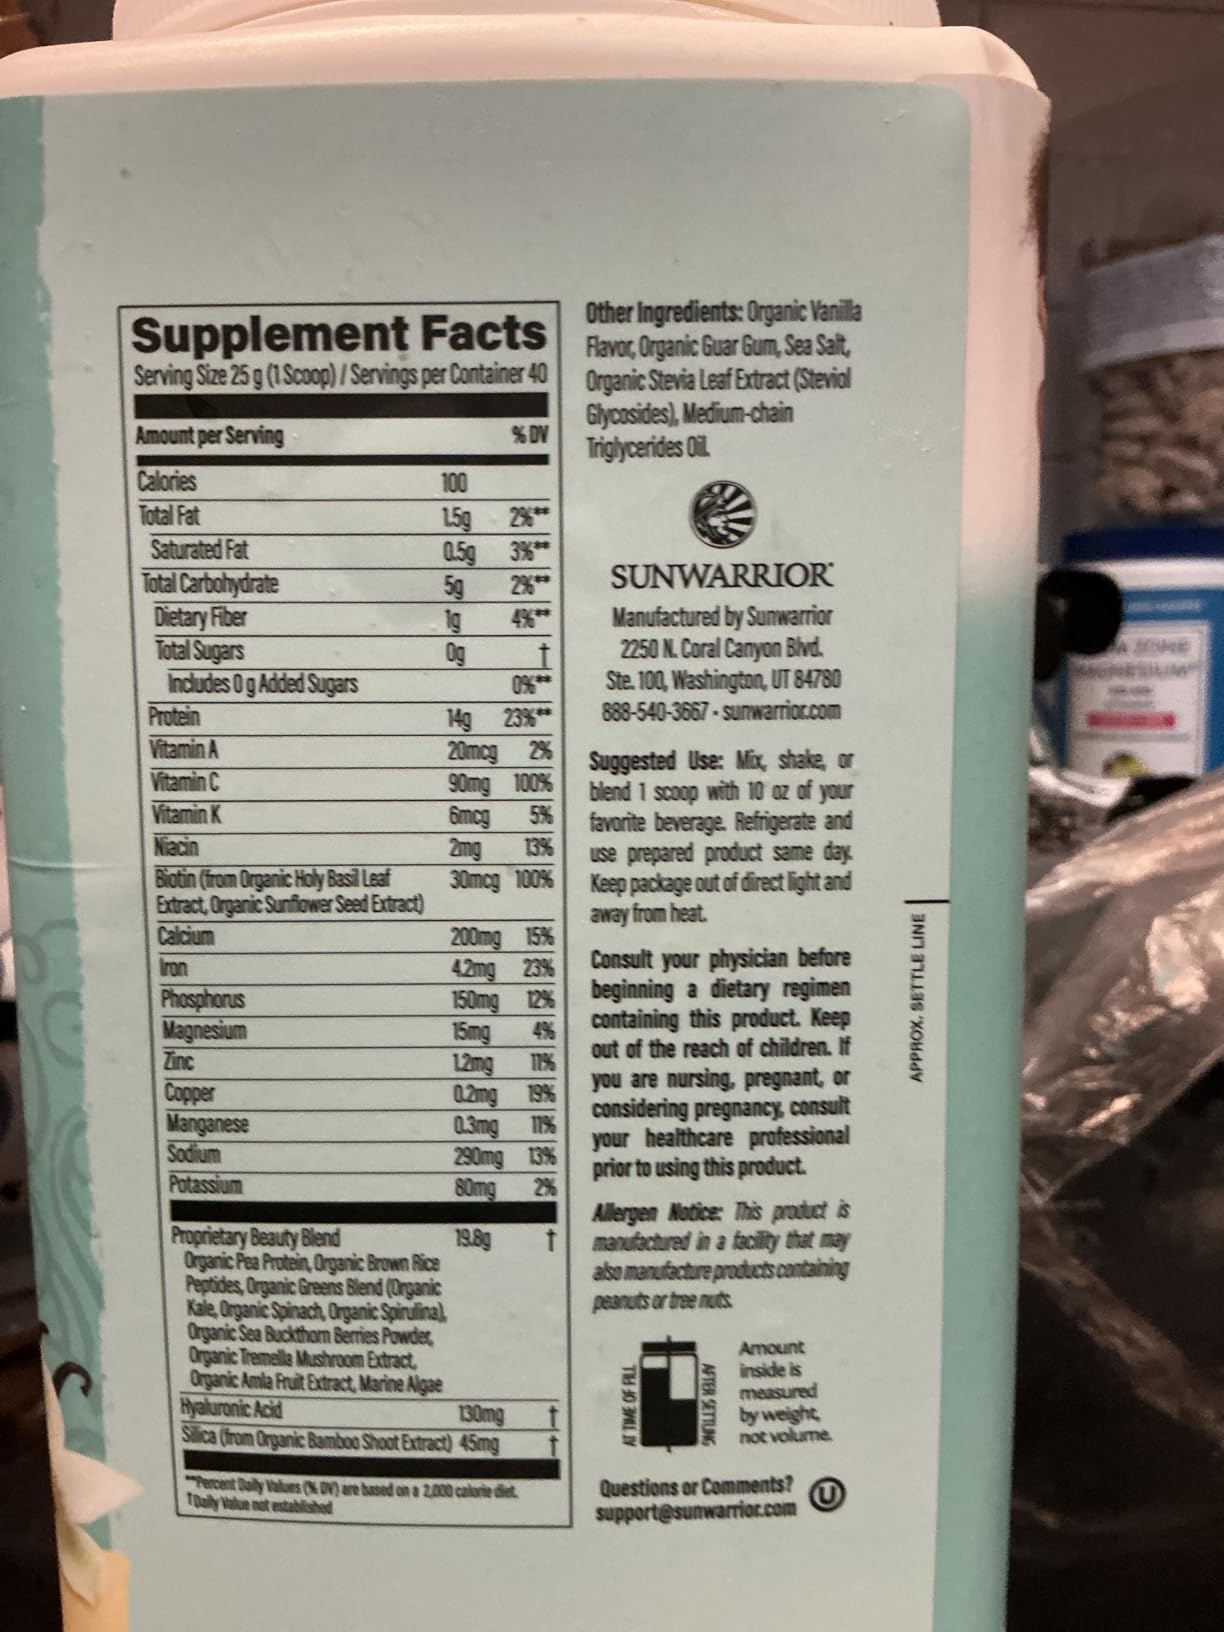 Supplement Facts
Serving Size 25 g (1 Scoop) / Servings per Container 40
Amount per Serving % DV
Calories 100
Total Fat 1.5g 2%**
Saturated Fat 0.5g 3%**
Total Carbohydrate 5g 2%**
Dietary Fiber 1g 4%**
Total Sugars 0g †
Includes 0 g Added Sugars 0%**
Protein 14g 23%**
Vitamin A 20mcg 2%
Vitamin C 90mg 100%
Vitamin K 6mcg 5%
Niacin 2mg 13%
Biotin (from Organic Holy Basil Leaf 30mcg 100%
Extract, Organic Sunflower Seed Extract)
Calcium 200mg 15%
Iron 4.2mg 23%
Phosphorus 150mg 12%
Magnesium 15mg 4%
Zinc 1.2mg 11%
Copper 0.2mg 19%
Manganese 0.3mg 11%
Sodium 290mg 13%
Potassium 80mg 2%
Proprietary Beauty Blend 19.8g †
Organic Pea Protein, Organic Brown Rice
Peptides, Organic Greens Blend (Organic
Kale, Organic Spinach, Organic Spirulina),
Organic Sea Buckthorn Berries Powder,
Organic Tremella Mushroom Extract,
Organic Amla Fruit Extract, Marine Algae
Hyaluronic Acid 130mg †
Silica (from Organic Bamboo Shoot Extract) 45mg †
**Percent Daily Values (% DV) are based on a 2,000 calorie diet.
†Daily Value not established
Other Ingredients: Organic Vanilla
Flavor, Organic Guar Gum, Sea Salt,
Organic Stevia Leaf Extract (Steviol
Glycosides), Medium-chain
Triglycerides Oil.
SUNWARRIOR®
Manufactured by Sunwarrior
2250 N. Coral Canyon Blvd.
Ste. 100, Washington, UT 84780
888-540-3667 • sunwarrior.com
Suggested Use: Mix, shake, or
blend 1 scoop with 10 oz of your
favorite beverage. Refrigerate and
use prepared product same day.
Keep package out of direct light and
away from heat.
Consult your physician before
beginning a dietary regimen
containing this product. Keep
out of the reach of children. If
you are nursing, pregnant, or
considering pregnancy, consult
your healthcare professional
prior to using this product.
Allergen Notice: This product is
manufactured in a facility that may
also manufacture products containing
peanuts or tree nuts.
AT TIME OF FILL
AFTER SETTLING
Amount
inside is
measured
by weight,
not volume.
Questions or Comments?
support@sunwarrior.com
U
APPROX. SETTLE LINE
MAGNESIUM